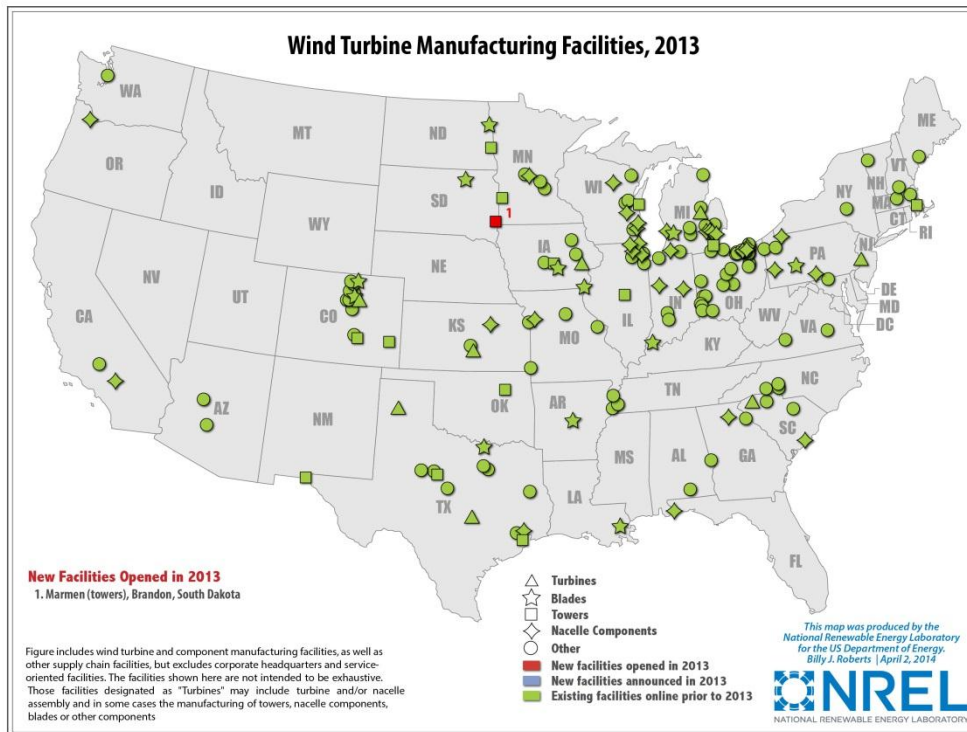 Wind Turbine Manufacturing Facilities, 2013
WA
MT
ND
MN
ME
OR
ID
SD
WI
MI
VT
NH
NY
MA
CT
RI
WY
NE
IA
PA
NJ
NV
UT
CO
KS
MO
IL
IN
OH
WV
VA
DE
MD
DC
CA
AZ
NM
OK
AR
TN
KY
NC
SC
TX
LA
MS
AL
GA
FL
1
New Facilities Opened in 2013
1. Marmen (towers), Brandon, South Dakota
Figure includes wind turbine and component manufacturing facilities, as well as
other supply chain facilities, but excludes corporate headquarters and service-
oriented facilities. The facilities shown here are not intended to be exhaustive.
Those facilities designated as "Turbines" may include turbine and/or nacelle
assembly and in some cases the manufacturing of towers, nacelle components,
blades or other components
Turbines
Blades
Towers
Nacelle Components
Other
New facilities opened in 2013
New facilities announced in 2013
Existing facilities online prior to 2013
This map was produced by the
National Renewable Energy Laboratory
for the US Department of Energy.
Billy J. Roberts | April 2, 2014
NREL
NATIONAL RENEWABLE ENERGY LABORATORY